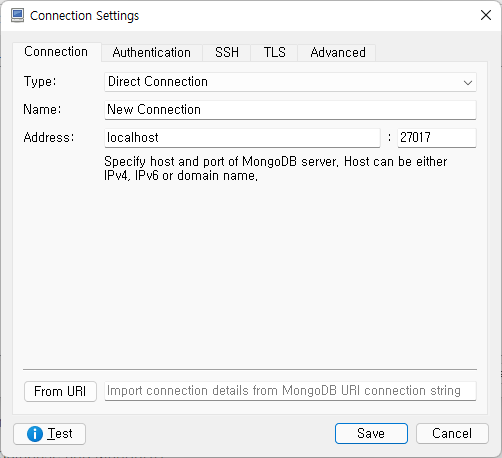 Connection Settings
Connection Authentication SSH TLS Advanced
Type: Direct Connection
Name: New Connection
Address: localhost : 27017
Specify host and port of MongoDB server. Host can be either
IPv4, IPv6 or domain name.
From URI Import connection details from MongoDB URI connection string
Test Save Cancel